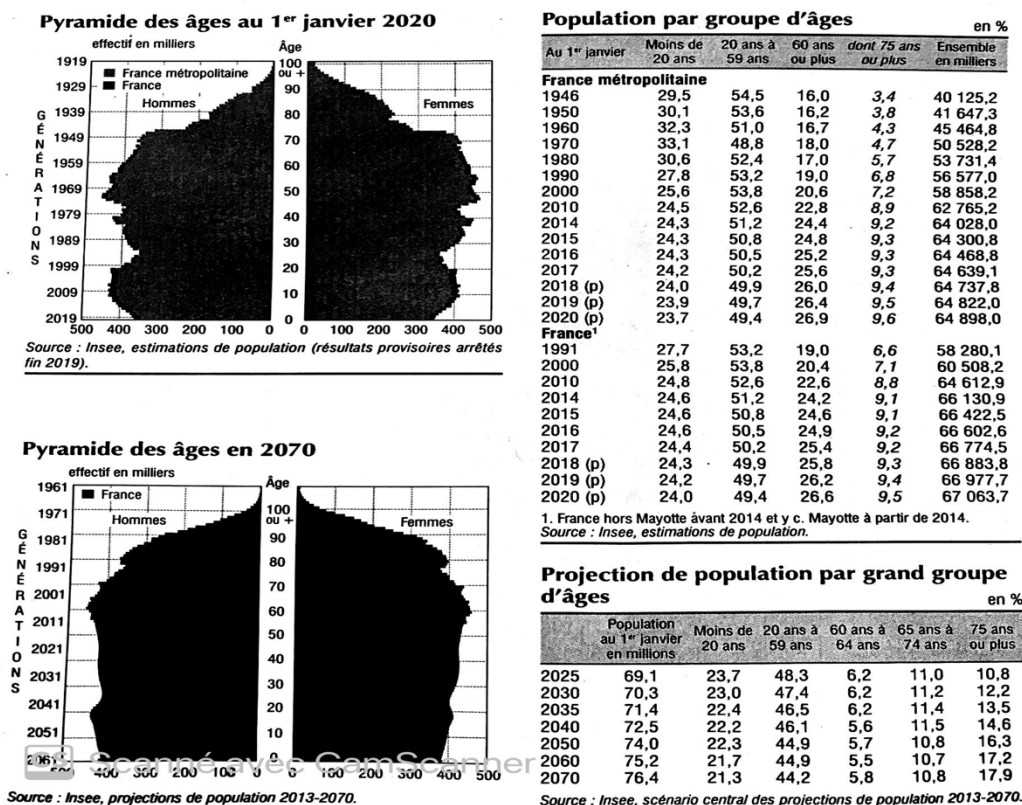 Pyramide des âges au 1er janvier 2020
effectif en milliers
Âge
ou +
France métropolitaine
France
Hommes
Femmes
GÉNÉRATIONS
1919
1929
1939
1949
1959
1969
1979
1989
1999
2009
2019
100
90
80
70
60
50
40
30
20
10
0
500 400 300 200 100 0
0 100 200 300 400 500
Source : Insee, estimations de population (résultats provisoires arrêtés
fin 2019).
Pyramide des âges en 2070
effectif en milliers
Âge
ou +
France
Hommes
Femmes
GÉNÉRATIONS
1961
1971
1981
1991
2001
2011
2021
2031
2041
2051
2061
100
90
80
70
60
50
40
30
20
10
0
500 400 300 200 100 0
0 100 200 300 400 500
CS Scanné avec CamScanner
Source : Insee, projections de population 2013-2070.
Population par groupe d'âges
en %
Au 1er janvier Moins de 20 ans 20 ans à 59 ans 60 ans ou plus dont 75 ans ou plus Ensemble en milliers
France métropolitaine
1946 29,5 54,5 16,0 3,4 40 125,2
1950 30,1 53,6 16,2 3,8 41 647,3
1960 32,3 51,0 16,7 4,3 45 464,8
1970 33,1 48,8 18,0 4,7 50 528,2
1980 30,6 52,4 17,0 5,7 53 731,4
1990 27,8 53,2 19,0 6,8 56 577,0
2000 25,6 53,8 20,6 7,2 58 858,2
2010 24,5 52,6 22,8 8,9 62 765,2
2014 24,3 51,2 24,4 9,2 64 028,0
2015 24,3 50,8 24,8 9,3 64 300,8
2016 24,3 50,5 25,2 9,3 64 468,8
2017 24,2 50,2 25,6 9,3 64 639,1
2018 (p) 24,0 49,9 26,0 9,4 64 737,8
2019 (p) 23,9 49,7 26,4 9,5 64 822,0
2020 (p) 23,7 49,4 26,9 9,6 64 898,0
France1
1991 27,7 53,2 19,0 6,6 58 280,1
2000 25,8 53,8 20,4 7,1 60 508,2
2010 24,8 52,6 22,6 8,8 64 612,9
2014 24,6 51,2 24,2 9,1 66 130,9
2015 24,6 50,8 24,6 9,1 66 422,5
2016 24,6 50,5 24,9 9,2 66 602,6
2017 24,4 50,2 25,4 9,2 66 774,5
2018 (p) 24,3 49,9 25,8 9,3 66 883,8
2019 (p) 24,2 49,7 26,2 9,4 66 977,7
2020 (p) 24,0 49,4 26,6 9,5 67 063,7
1. France hors Mayotte avant 2014 et y c. Mayotte à partir de 2014.
Source : Insee, estimations de population.
Projection de population par grand groupe
d'âges
en %
Population au 1er janvier en millions Moins de 20 ans 20 ans à 59 ans 60 ans à 64 ans 65 ans à 74 ans 75 ans ou plus
2025 69,1 23,7 48,3 6,2 11,0 10,8
2030 70,3 23,0 47,4 6,2 11,2 12,2
2035 71,4 22,4 46,5 6,2 11,4 13,5
2040 72,5 22,2 46,1 5,6 11,5 14,6
2050 74,0 22,3 44,9 5,7 10,8 16,3
2060 75,2 21,7 44,9 5,5 10,7 17,2
2070 76,4 21,3 44,2 5,8 10,8 17,9
Source : Insee, scénario central des projections de population 2013-2070.